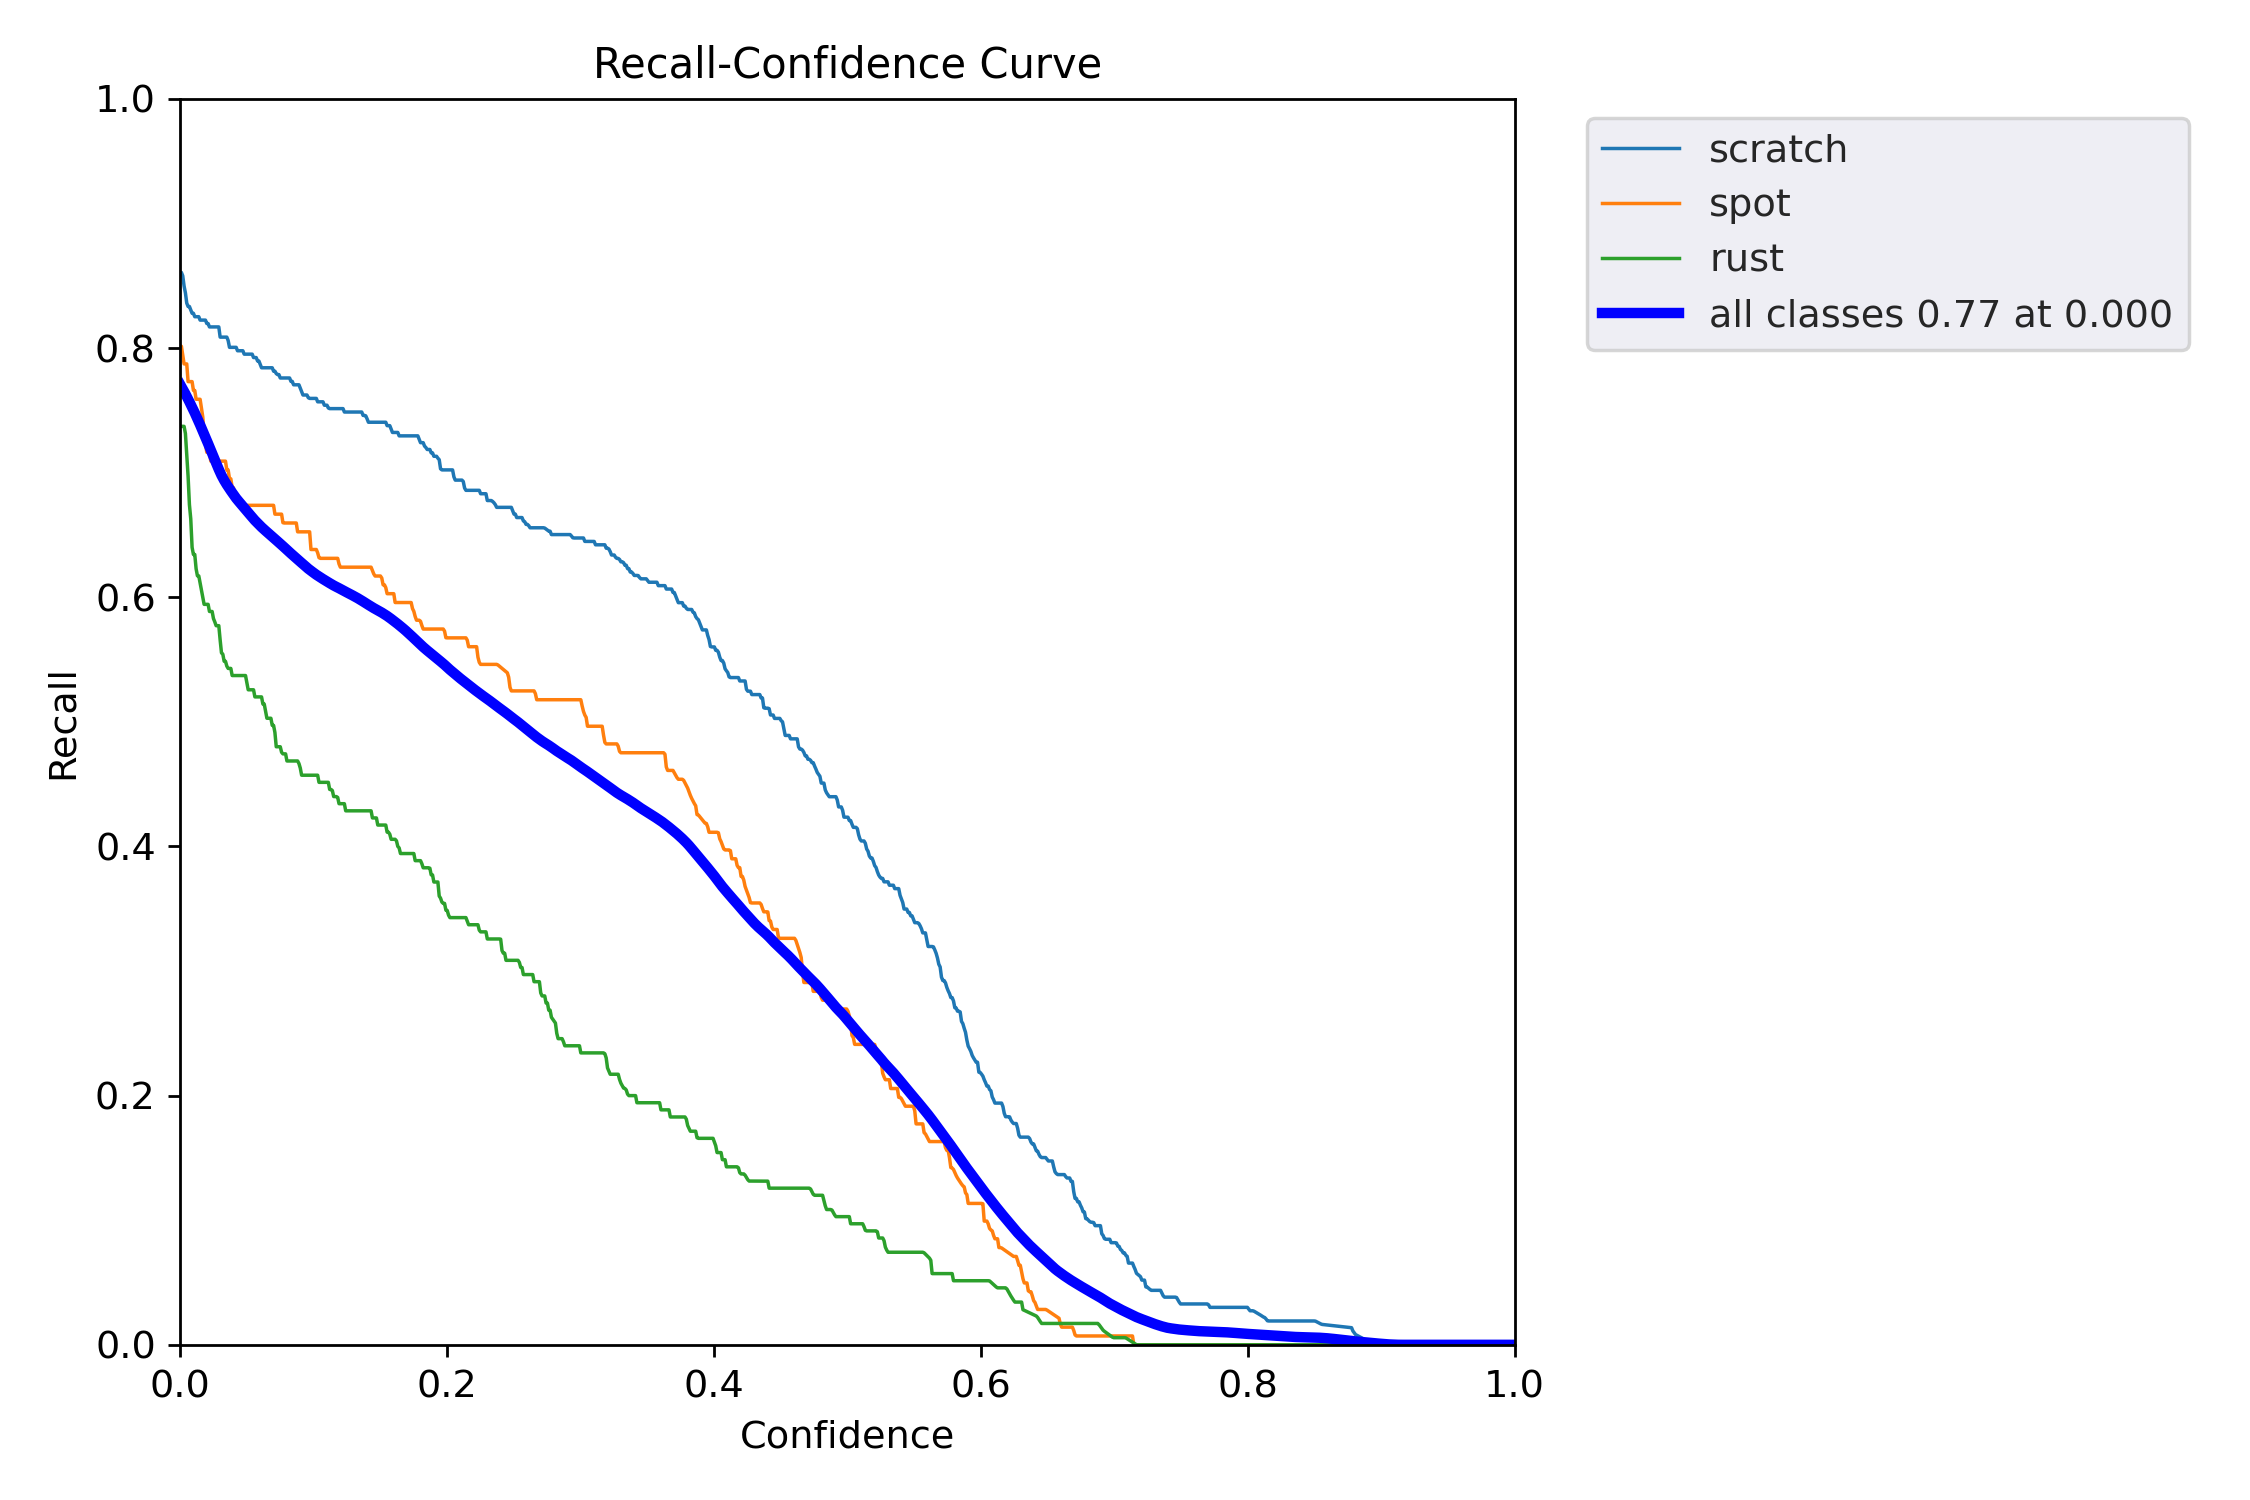 Recall-Confidence Curve
1.0
0.8
0.6
0.4
0.2
0.0
Recall
0.0 0.2 0.4 0.6 0.8 1.0
Confidence
scratch
spot
rust
all classes 0.77 at 0.000